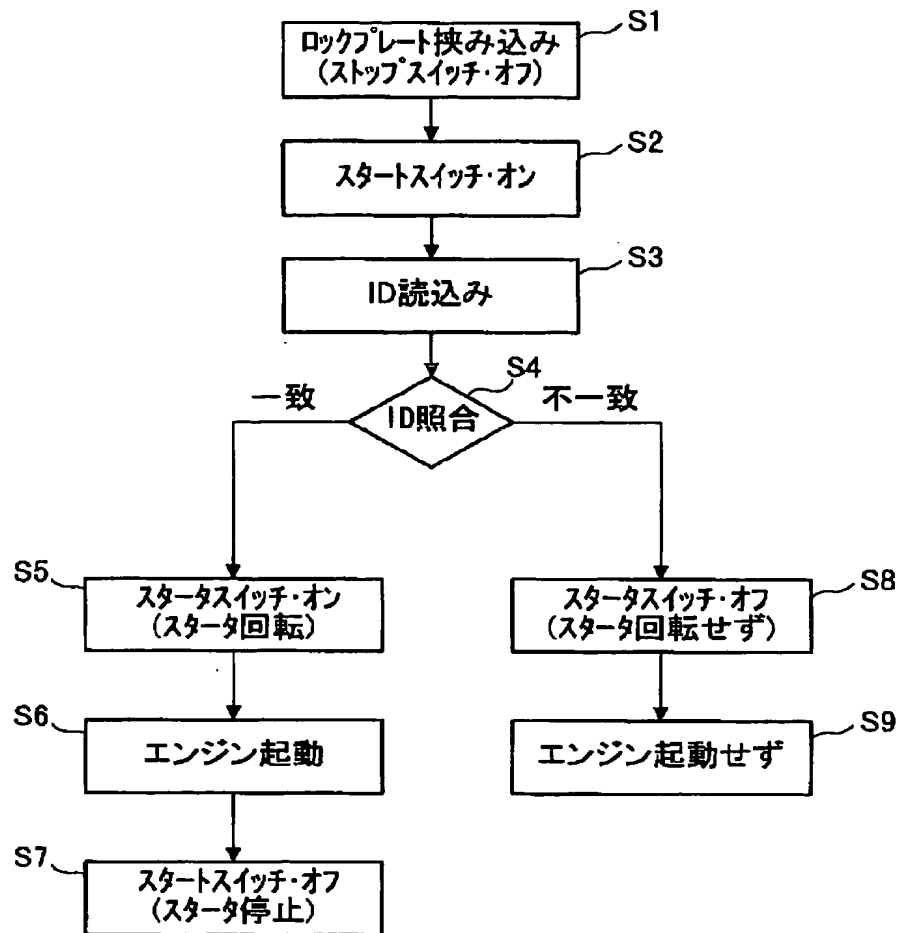 ロックプレート挟み込み
(ストップスイッチ・オフ)
S1
スタートスイッチ・オン
S2
ID読込み
S3
ID照合
S4
一致
不一致
S5
スタータスイッチ・オン
(スタータ回転)
S8
スタータスイッチ・オフ
(スタータ回転せず)
S6
エンジン起動
S9
エンジン起動せず
S7
スタートスイッチ・オフ
(スタータ停止)